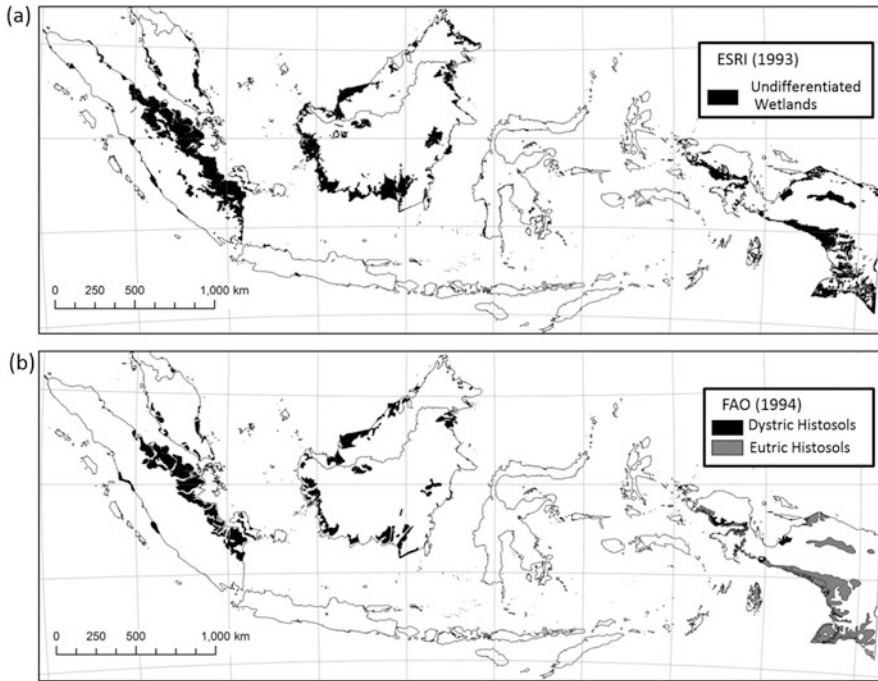 (a)
ESRI (1993)
Undifferentiated
Wetlands
0 250 500 1,000 km
(b)
FAO (1994)
Dystric Histosols
Eutric Histosols
0 250 500 1,000 km